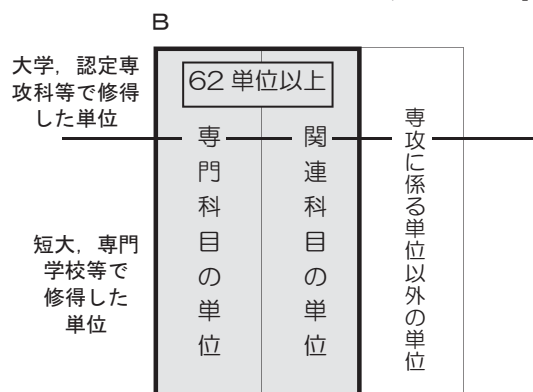 B
大学，認定専
攻科等で修得
した単位
62 単位以上
専門科目の単位
関連科目の単位
専攻に係る単位以外の単位
短大，専門
学校等で
修得した
単位